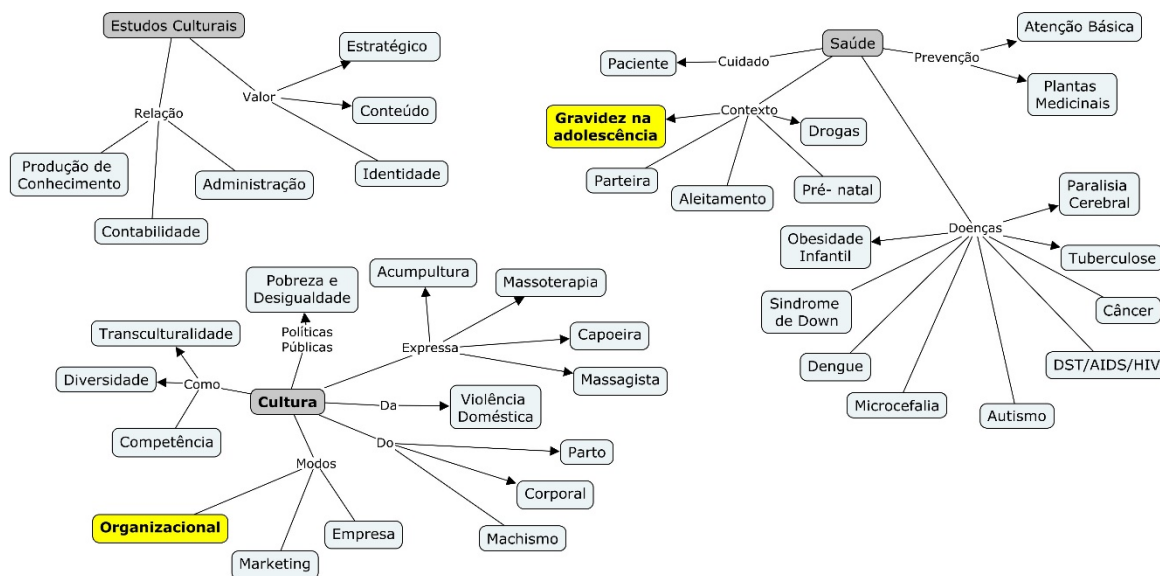 Estudos Culturais
Estratégico
Valor
Conteúdo
Relação
Identidade
Produção de
Conhecimento
Administração
Contabilidade
Saúde
Atenção Básica
Prevenção
Paciente
Cuidado
Plantas
Medicinais
Contexto
Gravidez na
adolescência
Drogas
Parteira
Aleitamento
Pré- natal
Doenças
Paralisia
Cerebral
Obesidade
Infantil
Tuberculose
Sindrome
de Down
Câncer
Dengue
DST/AIDS/HIV
Microcefalia
Autismo
Pobreza e
Desigualdade
Acumpultura
Massoterapia
Políticas
Públicas
Transculturalidade
Expressa
Capoeira
Diversidade
Como
Massagista
Cultura
Da
Violência
Doméstica
Competência
Do
Parto
Modos
Corporal
Organizacional
Empresa
Machismo
Marketing